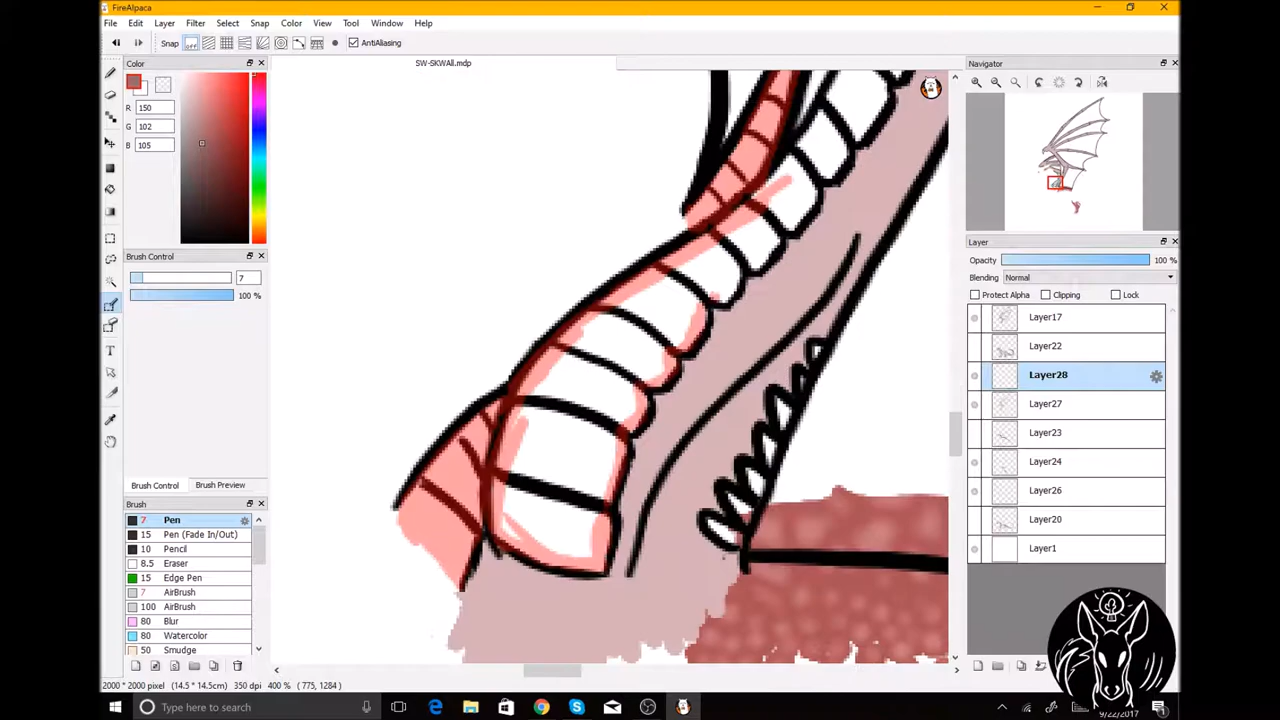 FireAlpaca
File Edit Layer Filter Select Snap Color View Tool Window Help
Snap OFF AntiAliasing
Color SW-SKWAll.mdp Navigator
R 150
G 102
B 105
Layer
Brush Control Opacity 100 %
7 Blending Normal
100 % Protect Alpha Clipping Lock
Layer17
Layer22
Layer28
Layer27
Layer23
Layer24
Layer26
Layer20
Layer1
Brush Control Brush Preview
Brush
7 Pen
15 Pen (Fade In/Out)
10 Pencil
8.5 Eraser
15 Edge Pen
7 AirBrush
100 AirBrush
80 Blur
80 Watercolor
50 Smudge
2000 * 2000 pixel (14.5 * 14.5cm) 350 dpi 400 % ( 775, 1284 )
Type here to search
9/22/2017